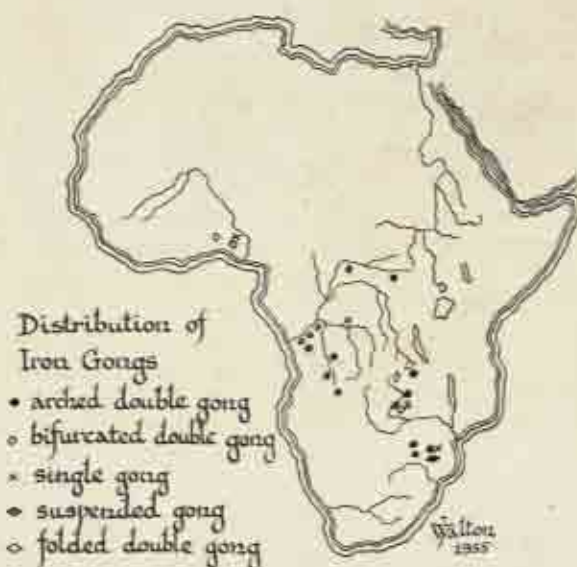 Distribution of
Iron Gongs
arched double gong
bifurcated double gong
single gong
suspended gong
folded double gong
Walton
1955